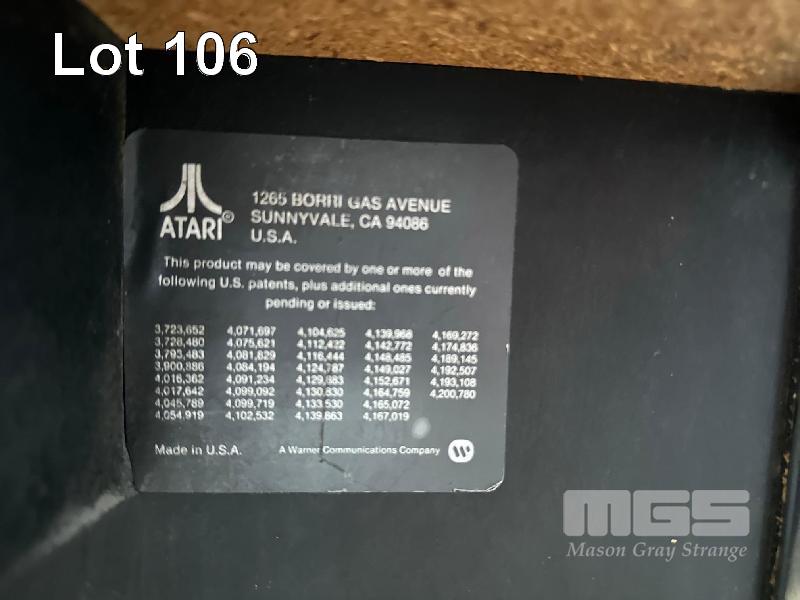 Lot 106
ATARI®
1265 BORRI GAS AVENUE
SUNNYVALE, CA 94086
U.S.A.
This product may be covered by one or more of the
following U.S. patents, plus additional ones currently
pending or issued:
3,723,652 4,071,697 4,104,625 4,139,968 4,169,272
3,728,480 4,075,621 4,112,422 4,142,772 4,174,836
3,793,483 4,081,829 4,116,444 4,148,485 4,189,145
3,900,886 4,084,194 4,124,787 4,149,027 4,192,507
4,016,362 4,091,234 4,129,883 4,152,671 4,193,108
4,017,642 4,099,092 4,130,830 4,164,759 4,200,780
4,045,789 4,099,719 4,133,530 4,165,072
4,054,919 4,102,532 4,139,863 4,167,019
Made in U.S.A. A Warner Communications Company
MGS
Mason Gray Strange